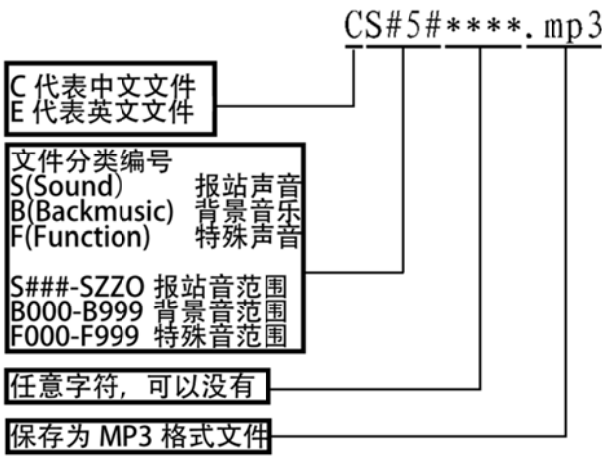 CS#5#****.mp3
C 代表中文文件
E 代表英文文件
文件分类编号
S(Sound) 报站声音
B(Backmusic) 背景音乐
F(Function) 特殊声音
S###-SZZO 报站音范围
B000-B999 背景音范围
F000-F999 特殊音范围
任意字符，可以没有
保存为 MP3 格式文件